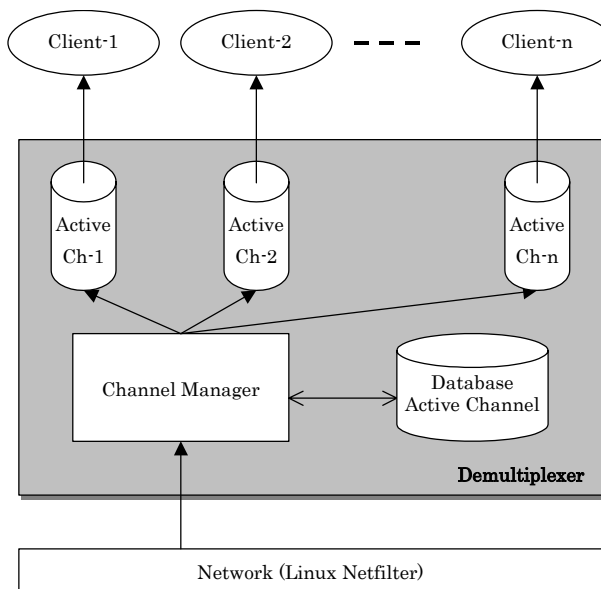 Client-1
Client-2
Client-n
Active
Ch-1
Active
Ch-2
Active
Ch-n
Channel Manager
Database
Active Channel
Demultiplexer
Network (Linux Netfilter)